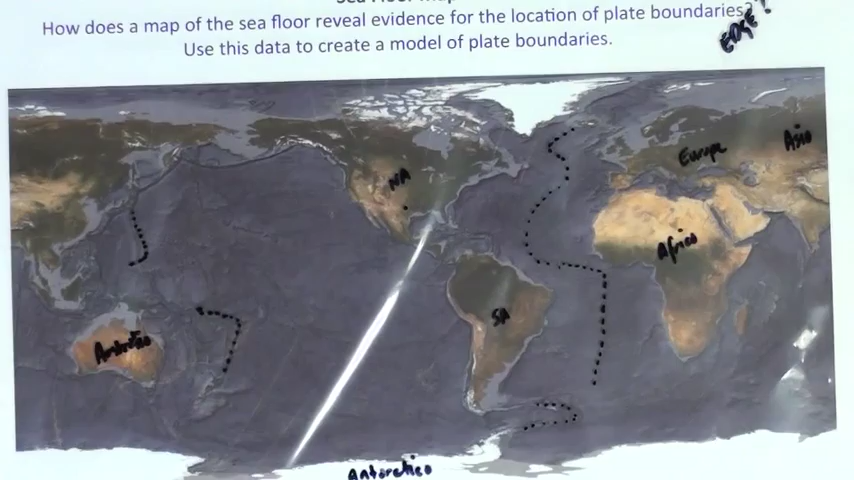 How does a map of the sea floor reveal evidence for the location of plate boundaries?
EDGE!
Use this data to create a model of plate boundaries.
NA
Europe
Asia
Africa
SA
Antarctica